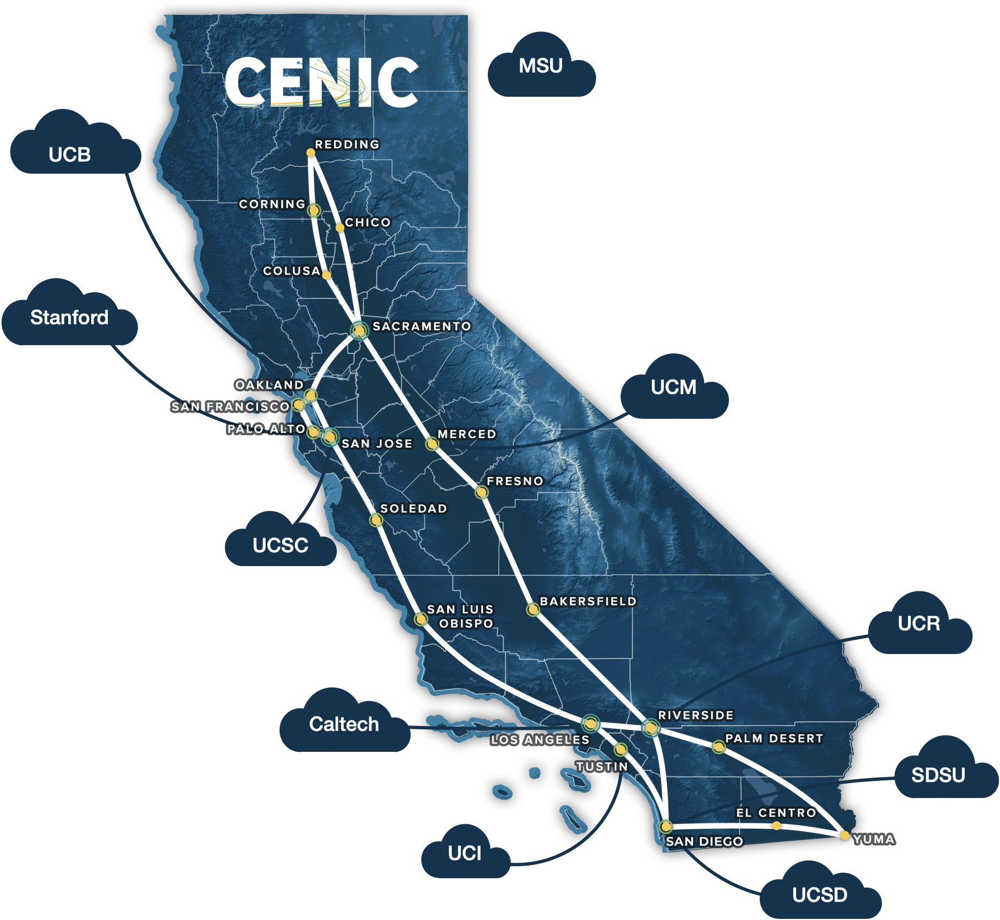 CENIC
MSU
UCB
REDDING
CORNING
CHICO
COLUSA
Stanford
SACRAMENTO
OAKLAND
SAN FRANCISCO
PALO ALTO
SAN JOSE
UCM
MERCED
FRESNO
SOLEDAD
UCSC
BAKERSFIELD
SAN LUIS
OBISPO
UCR
Caltech
RIVERSIDE
LOS ANGELES
PALM DESERT
TUSTIN
SDSU
EL CENTRO
SAN DIEGO
YUMA
UCI
UCSD